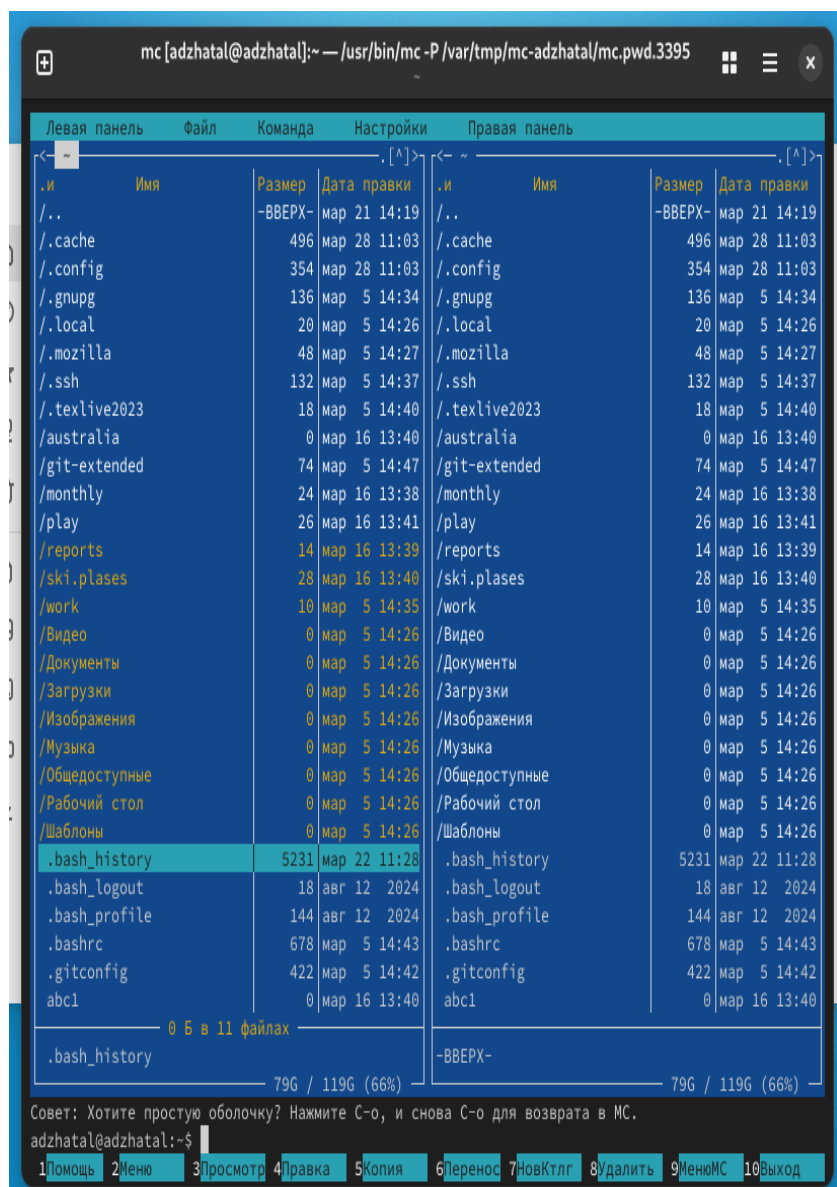 mc [adzhatal@adzhatal]:~ — /usr/bin/mc -P /var/tmp/mc-adzhatal/mc.pwd.3395
~
Левая панель Файл Команда Настройки Правая панель
<— ~ .[^]> <— ~ .[^]>
.и Имя Размер Дата правки .и Имя Размер Дата правки
/.. -ВВЕРХ- мар 21 14:19 /.. -ВВЕРХ- мар 21 14:19
/.cache 496 мар 28 11:03 /.cache 496 мар 28 11:03
/.config 354 мар 28 11:03 /.config 354 мар 28 11:03
/.gnupg 136 мар 5 14:34 /.gnupg 136 мар 5 14:34
/.local 20 мар 5 14:26 /.local 20 мар 5 14:26
/.mozilla 48 мар 5 14:27 /.mozilla 48 мар 5 14:27
/.ssh 132 мар 5 14:37 /.ssh 132 мар 5 14:37
/.texlive2023 18 мар 5 14:40 /.texlive2023 18 мар 5 14:40
/australia 0 мар 16 13:40 /australia 0 мар 16 13:40
/git-extended 74 мар 5 14:47 /git-extended 74 мар 5 14:47
/monthly 24 мар 16 13:38 /monthly 24 мар 16 13:38
/play 26 мар 16 13:41 /play 26 мар 16 13:41
/reports 14 мар 16 13:39 /reports 14 мар 16 13:39
/ski.plases 28 мар 16 13:40 /ski.plases 28 мар 16 13:40
/work 10 мар 5 14:35 /work 10 мар 5 14:35
/Видео 0 мар 5 14:26 /Видео 0 мар 5 14:26
/Документы 0 мар 5 14:26 /Документы 0 мар 5 14:26
/Загрузки 0 мар 5 14:26 /Загрузки 0 мар 5 14:26
/Изображения 0 мар 5 14:26 /Изображения 0 мар 5 14:26
/Музыка 0 мар 5 14:26 /Музыка 0 мар 5 14:26
/Общедоступные 0 мар 5 14:26 /Общедоступные 0 мар 5 14:26
/Рабочий стол 0 мар 5 14:26 /Рабочий стол 0 мар 5 14:26
/Шаблоны 0 мар 5 14:26 /Шаблоны 0 мар 5 14:26
.bash_history 5231 мар 22 11:28 .bash_history 5231 мар 22 11:28
.bash_logout 18 авг 12 2024 .bash_logout 18 авг 12 2024
.bash_profile 144 авг 12 2024 .bash_profile 144 авг 12 2024
.bashrc 678 мар 5 14:43 .bashrc 678 мар 5 14:43
.gitconfig 422 мар 5 14:42 .gitconfig 422 мар 5 14:42
abc1 0 мар 16 13:40 abc1 0 мар 16 13:40
0 Б в 11 файлах
.bash_history -ВВЕРХ-
79G / 119G (66%) 79G / 119G (66%)
Совет: Хотите простую оболочку? Нажмите C-o, и снова C-o для возврата в MC.
adzhatal@adzhatal:~$
1Помощь 2Меню 3Просмотр 4Правка 5Копия 6Перенос 7НовКтлг 8Удалить 9МенюMC 10Выход